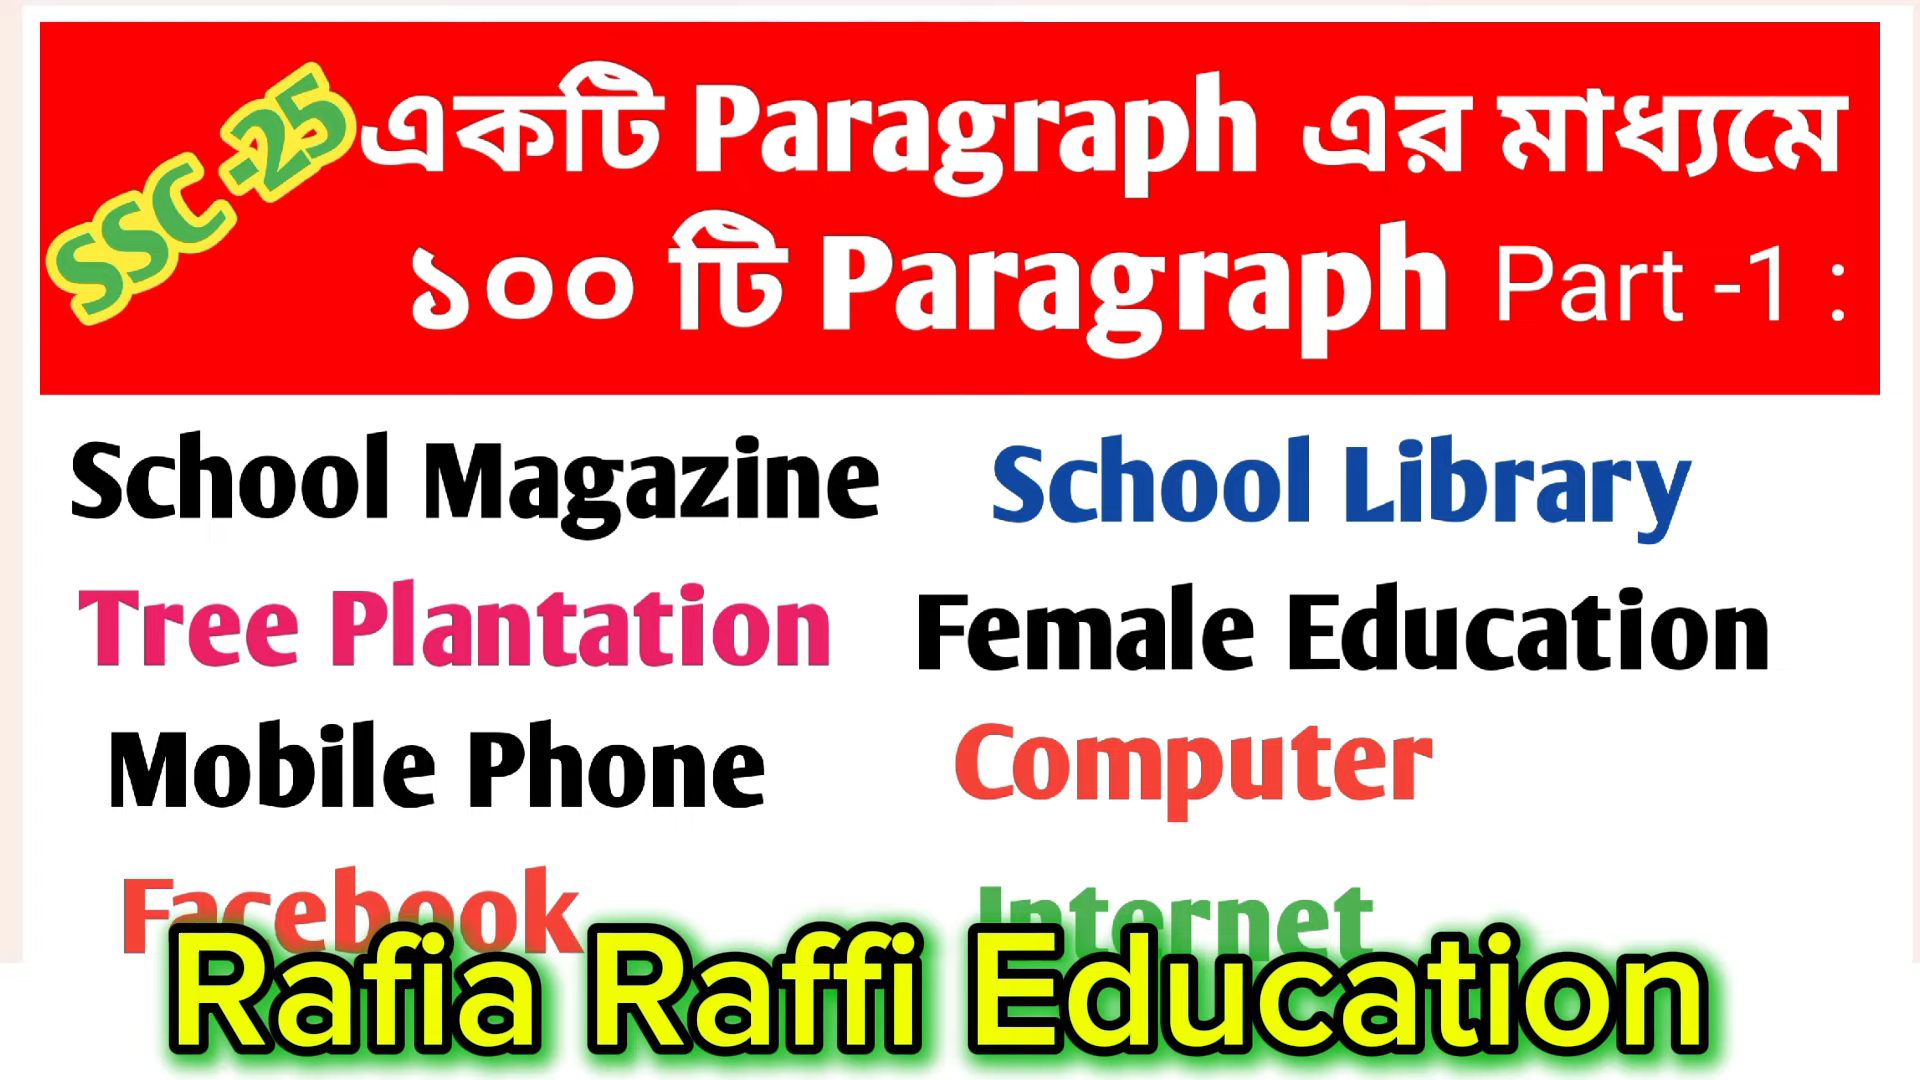 SSC -25
একটি Paragraph এর মাধ্যমে
১০০ টি Paragraph Part -1 :
School Magazine School Library
Tree Plantation Female Education
Mobile Phone Computer
Facebook Internet
Rafia Raffi Education